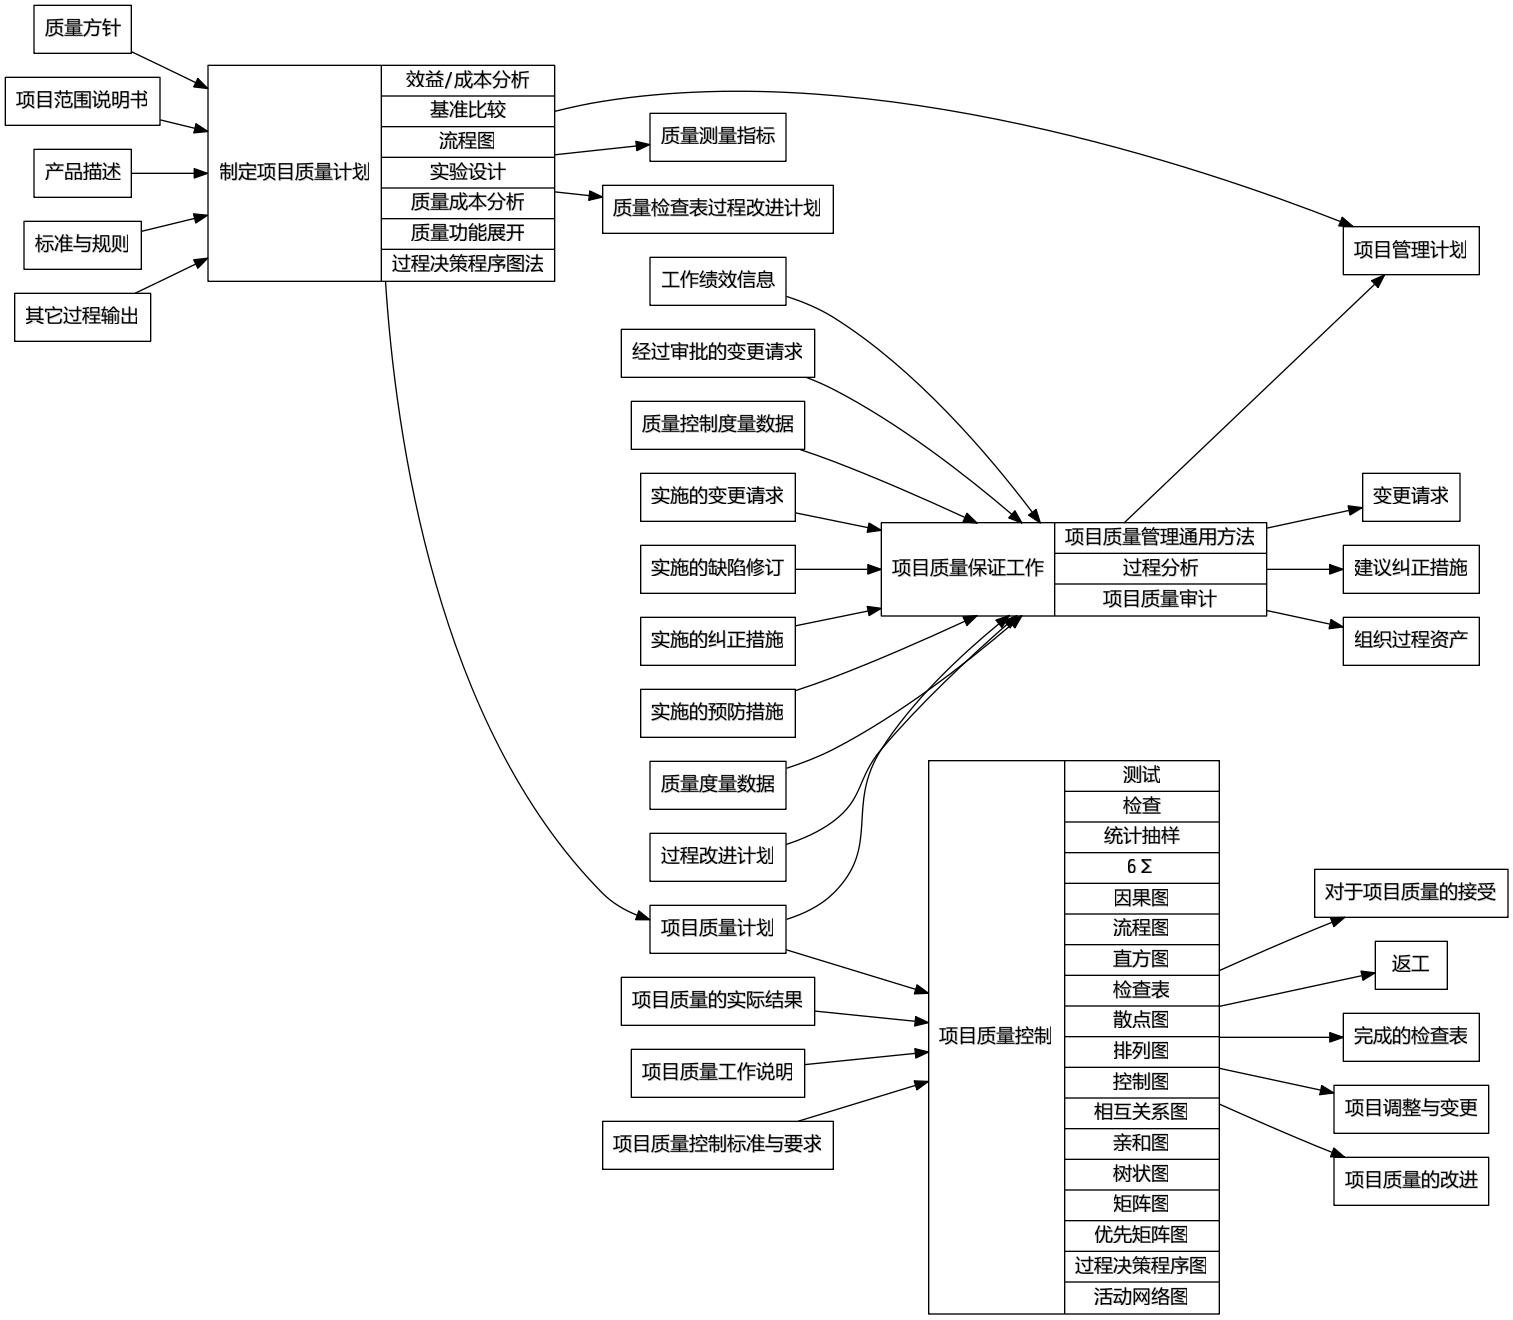 质量方针
项目范围说明书
产品描述
标准与规则
其它过程输出
制定项目质量计划
效益/成本分析
基准比较
流程图
实验设计
质量成本分析
质量功能展开
过程决策程序图法
质量测量指标
质量检查表过程改进计划
工作绩效信息
经过审批的变更请求
质量控制度量数据
实施的变更请求
实施的缺陷修订
实施的纠正措施
实施的预防措施
质量度量数据
过程改进计划
项目质量计划
项目质量的实际结果
项目质量工作说明
项目质量控制标准与要求
项目质量保证工作
项目质量管理通用方法
过程分析
项目质量审计
项目质量控制
测试
检查
统计抽样
6Σ
因果图
流程图
直方图
检查表
散点图
排列图
控制图
相互关系图
亲和图
树状图
矩阵图
优先矩阵图
过程决策程序图
活动网络图
项目管理计划
变更请求
建议纠正措施
组织过程资产
对于项目质量的接受
返工
完成的检查表
项目调整与变更
项目质量的改进